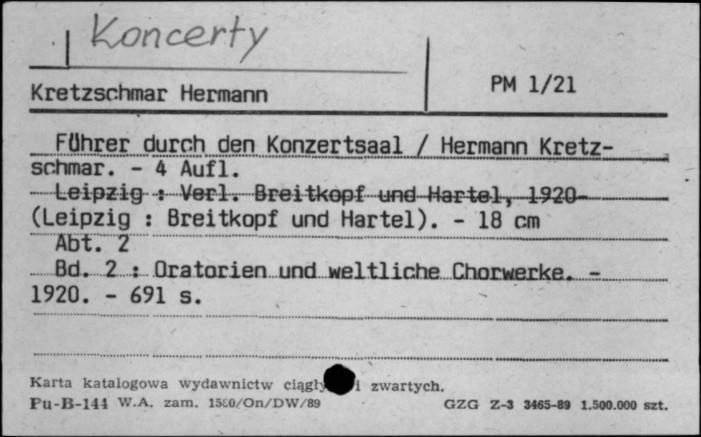 Koncerty
Kretzschmar Hermann
PM 1/21
Führer durch den Konzertsaal / Hermann Kretz-
schmar. - 4 Aufl.
Leipzig : Verl. Breitkopf und Hartel, 1920-
(Leipzig : Breitkopf und Hartel). - 18 cm
Abt. 2
Bd. 2 : Oratorien und weltliche Chorwerke. -
1920. - 691 s.
Karta katalogowa wydawnictw i zwartych.
Pu-B-144 W.A. zam. /On/DW/89
GZG Z-3 3465-89 1.500.000 szt.